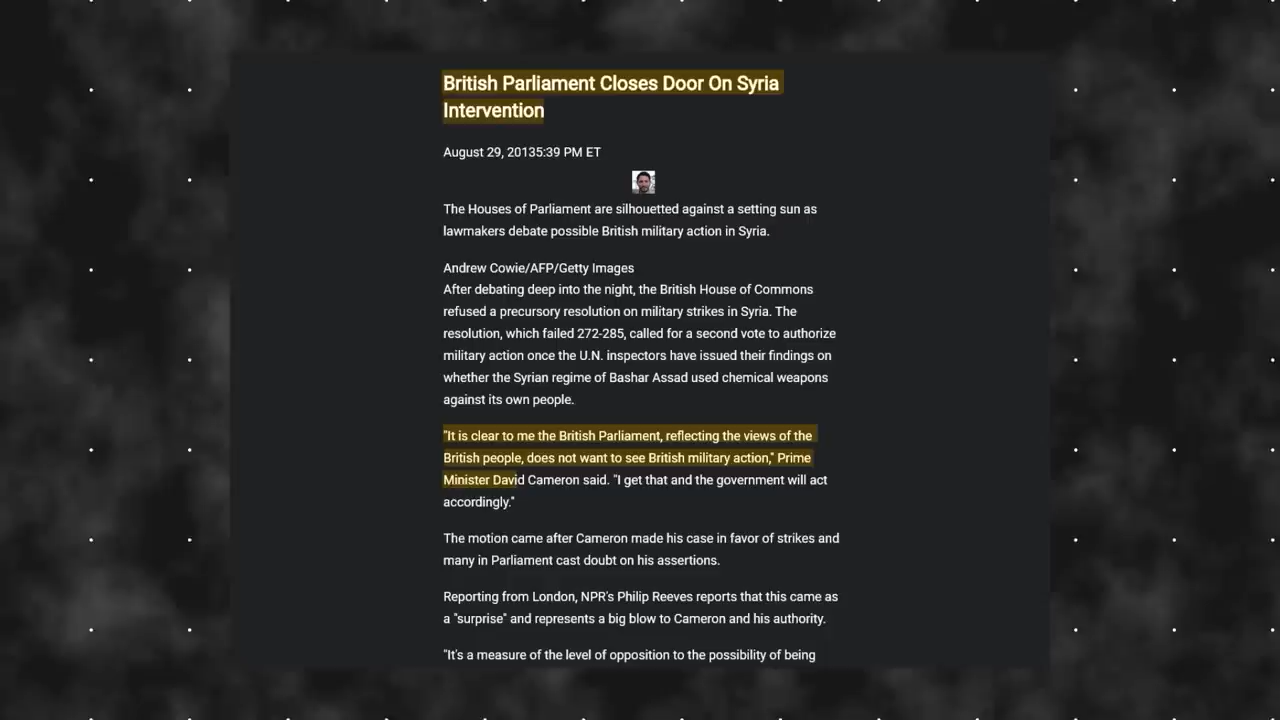 British Parliament Closes Door On Syria
Intervention
August 29, 20135:39 PM ET
The Houses of Parliament are silhouetted against a setting sun as
lawmakers debate possible British military action in Syria.
Andrew Cowie/AFP/Getty Images
After debating deep into the night, the British House of Commons
refused a precursory resolution on military strikes in Syria. The
resolution, which failed 272-285, called for a second vote to authorize
military action once the U.N. inspectors have issued their findings on
whether the Syrian regime of Bashar Assad used chemical weapons
against its own people.
"It is clear to me the British Parliament, reflecting the views of the
British people, does not want to see British military action," Prime
Minister David Cameron said. "I get that and the government will act
accordingly."
The motion came after Cameron made his case in favor of strikes and
many in Parliament cast doubt on his assertions.
Reporting from London, NPR's Philip Reeves reports that this came as
a "surprise" and represents a big blow to Cameron and his authority.
"It's a measure of the level of opposition to the possibility of being